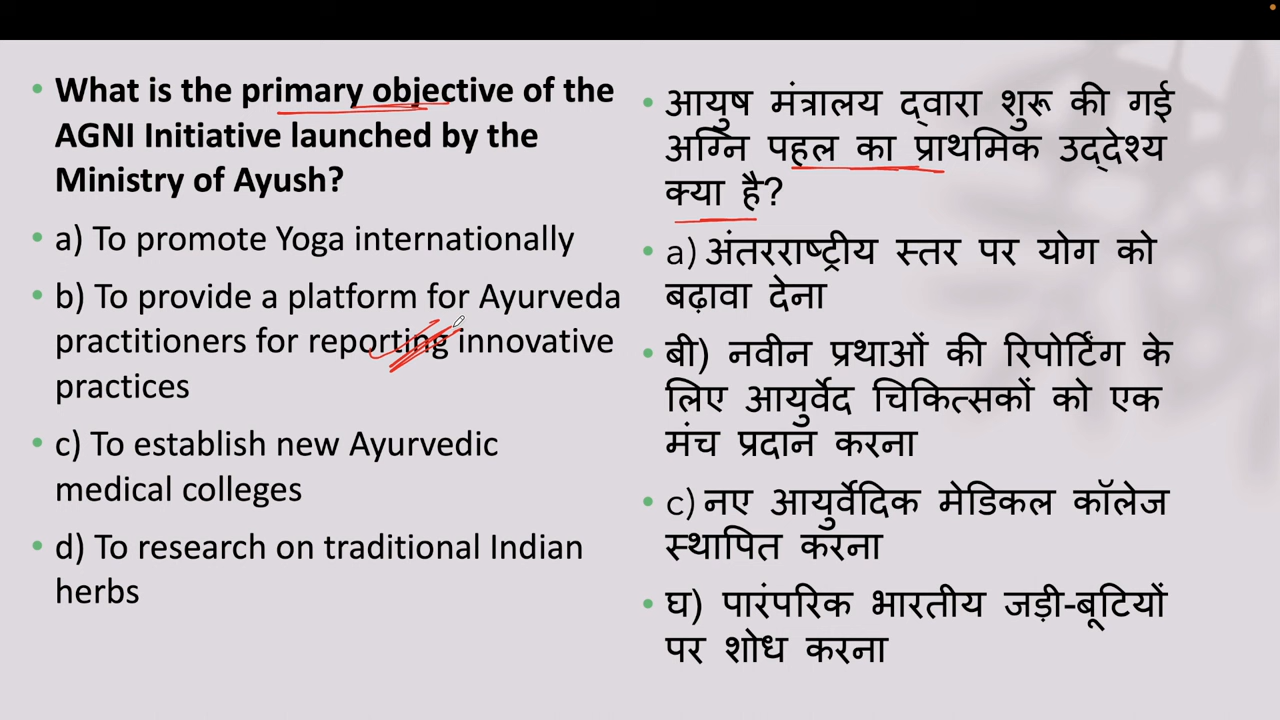 • What is the primary objective of the
AGNI Initiative launched by the
Ministry of Ayush?
• a) To promote Yoga internationally
• b) To provide a platform for Ayurveda
practitioners for reporting innovative
practices
• c) To establish new Ayurvedic
medical colleges
• d) To research on traditional Indian
herbs
• आयुष मंत्रालय द्वारा शुरू की गई
अग्नि पहल का प्राथमिक उद्देश्य
क्या है?
• a) अंतरराष्ट्रीय स्तर पर योग को
बढ़ावा देना
• बी) नवीन प्रथाओं की रिपोर्टिंग के
लिए आयुर्वेद चिकित्सकों को एक
मंच प्रदान करना
• c) नए आयुर्वेदिक मेडिकल कॉलेज
स्थापित करना
• घ) पारंपरिक भारतीय जड़ी-बूटियों
पर शोध करना